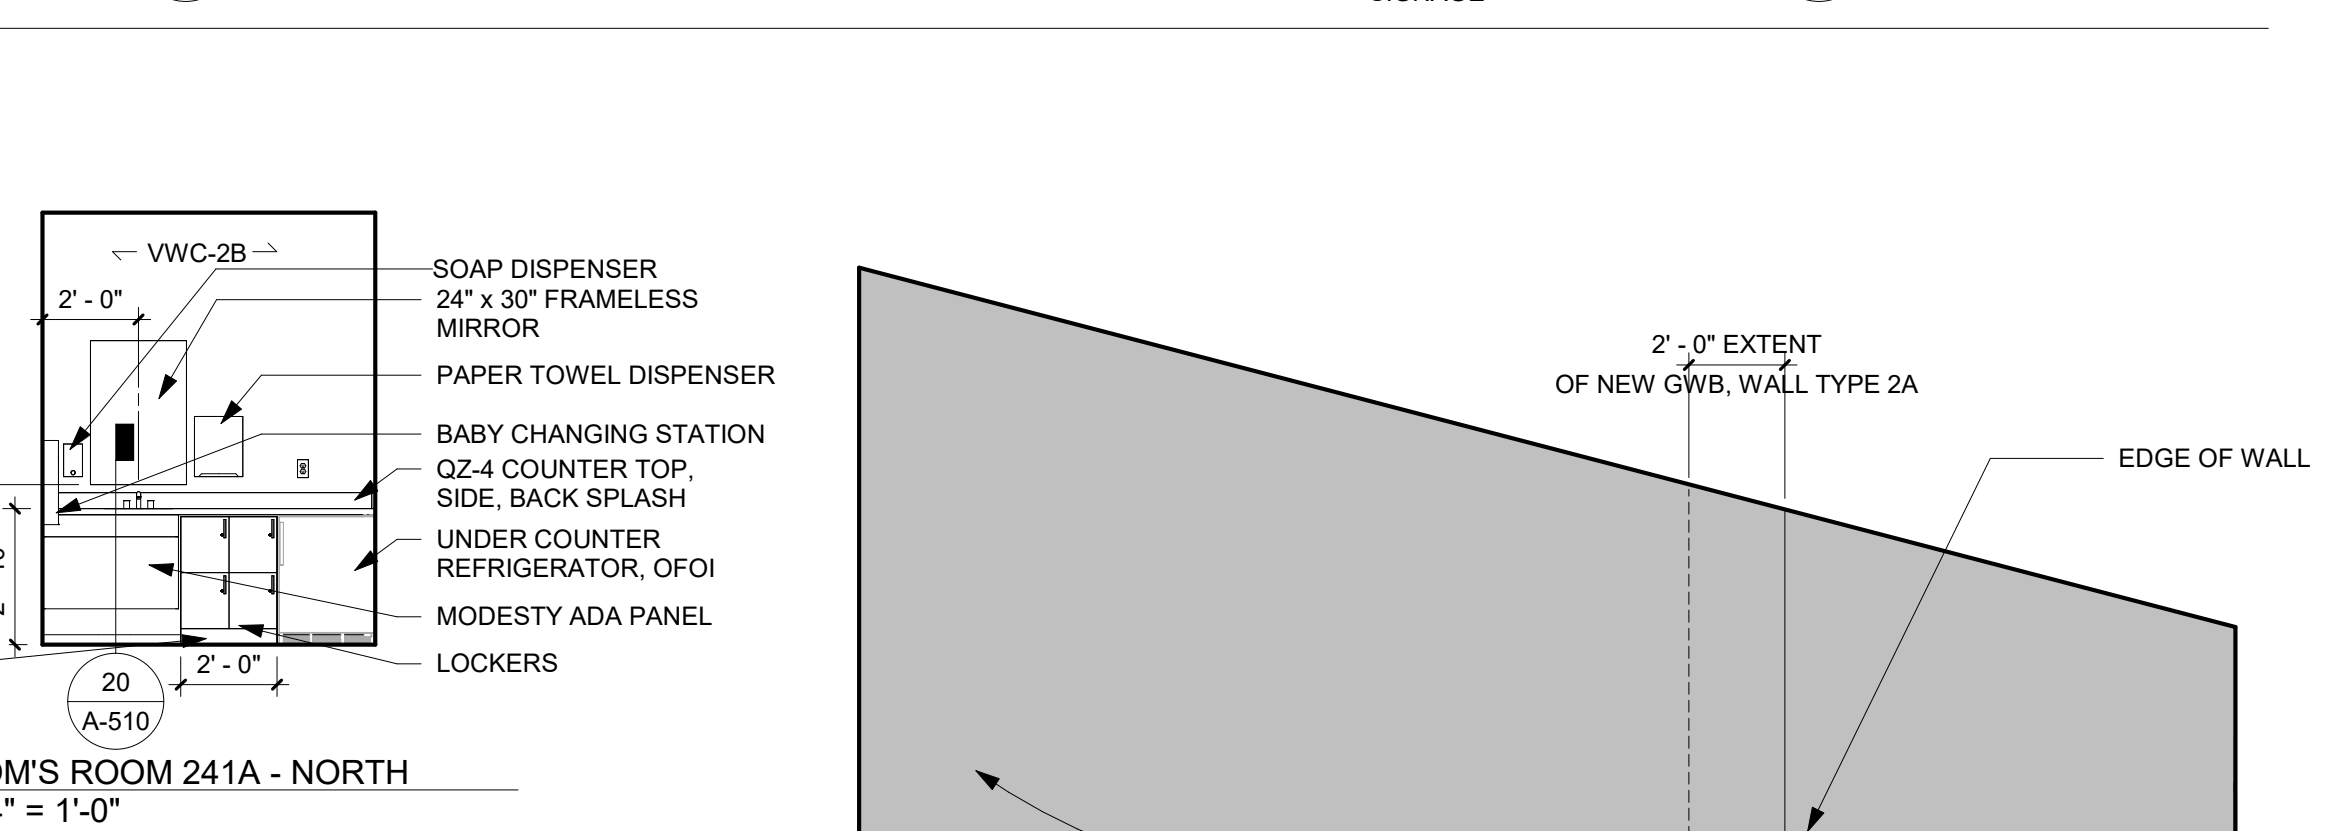 VWC-2B
2' - 0"
SOAP DISPENSER
24" x 30" FRAMELESS
MIRROR
PAPER TOWEL DISPENSER
BABY CHANGING STATION
QZ-4 COUNTER TOP,
SIDE, BACK SPLASH
UNDER COUNTER
REFRIGERATOR, OFOI
MODESTY ADA PANEL
LOCKERS
2' - 0"
20
A-510
OM'S ROOM 241A - NORTH
" = 1'-0"
2' - 0" EXTENT
OF NEW GWB, WALL TYPE 2A
EDGE OF WALL